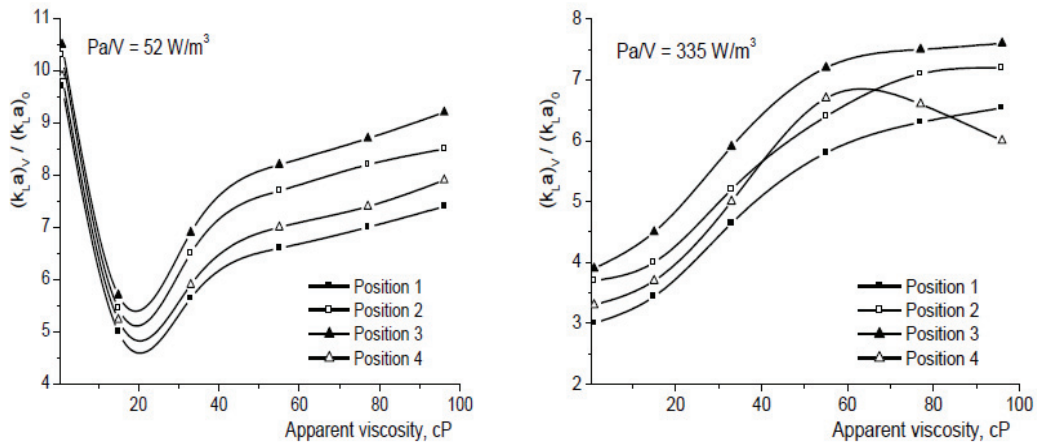 Pa/V = 52 W/m³
(kLa)V / (kLa)0
11
10
9
8
7
6
5
4
20
40
60
80
100
Apparent viscosity, cP
Position 1
Position 2
Position 3
Position 4
Pa/V = 335 W/m³
(kLa)V / (kLa)0
8
7
6
5
4
3
2
20
40
60
80
100
Apparent viscosity, cP
Position 1
Position 2
Position 3
Position 4